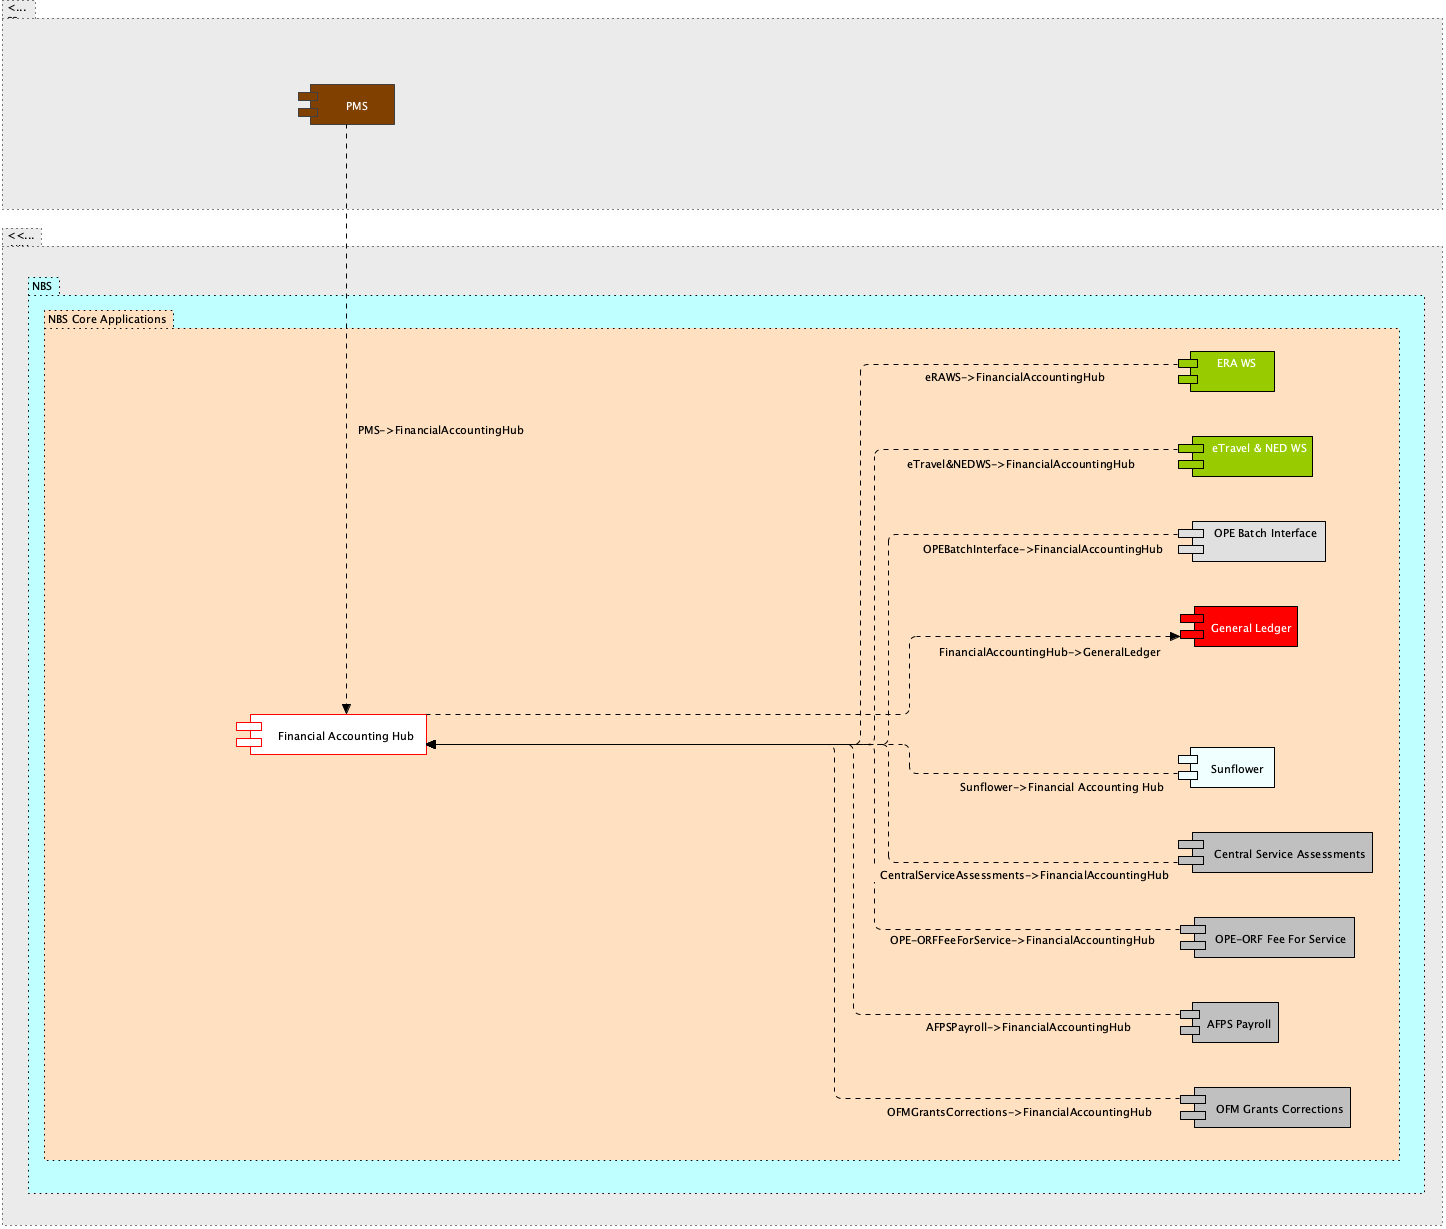 <...
PMS
<<...
NBS
NBS Core Applications
ERA WS
eRAWS->FinancialAccountingHub
PMS->FinancialAccountingHub
eTravel & NED WS
eTravel&NEDWS->FinancialAccountingHub
OPE Batch Interface
OPEBatchInterface->FinancialAccountingHub
General Ledger
FinancialAccountingHub->GeneralLedger
Financial Accounting Hub
Sunflower
Sunflower->Financial Accounting Hub
Central Service Assessments
CentralServiceAssessments->FinancialAccountingHub
OPE-ORF Fee For Service
OPE-ORFFeeForService->FinancialAccountingHub
AFPS Payroll
AFPSPayroll->FinancialAccountingHub
OFM Grants Corrections
OFMGrantsCorrections->FinancialAccountingHub